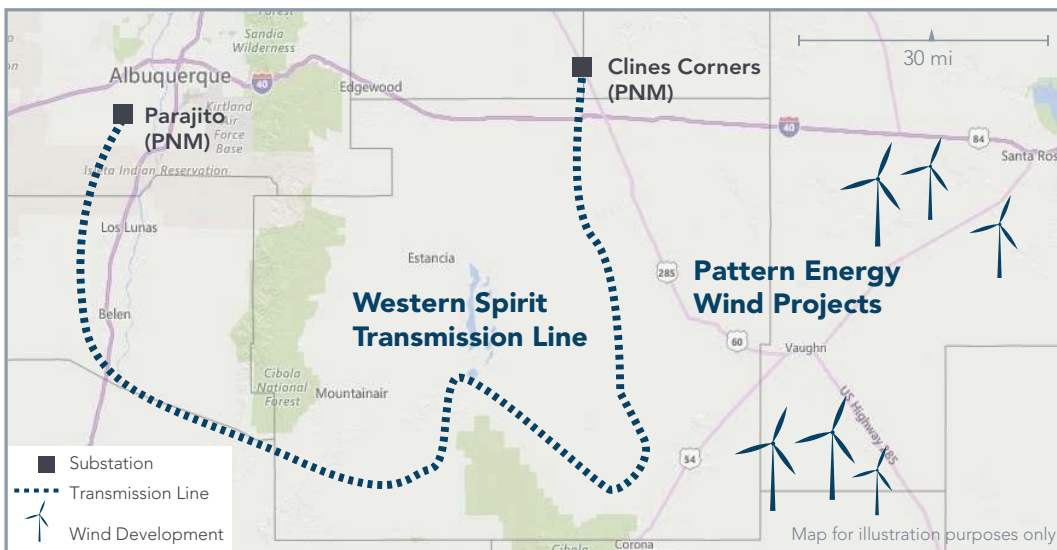 Forest
Sandia
Wilderness
Albuquerque
40
Edgewood
Clines Corners
(PNM)
30 mi
Parajito
(PNM)
Kirtland
Air
Force
Base
40
84
Santa Ros
Isleta Indian Reservation
Los Lunas
Estancia
285
Pattern Energy
Wind Projects
Western Spirit
Transmission Line
Belen
60
Vaughn
Cibola
National
Forest
Mountainair
US Highway 285
54
Substation
Transmission Line
Wind Development
Cibola
Corona
Map for illustration purposes only